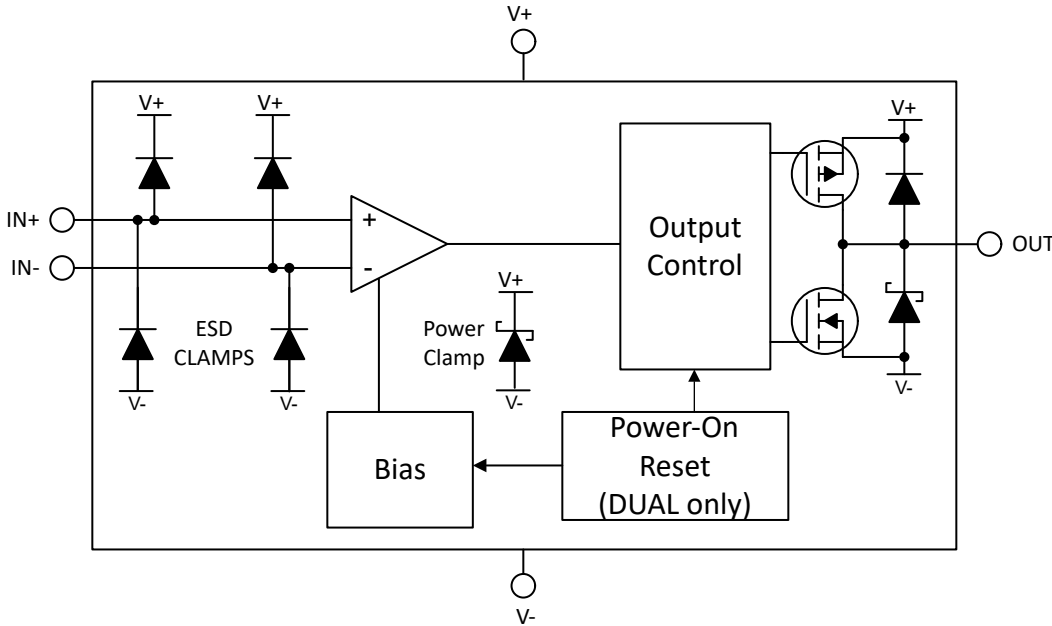 V+
V+
V+
V+
IN+
IN-
+
-
Output
Control
OUT
V+
Power
Clamp
V-
ESD
CLAMPS
V-
V-
V-
Bias
Power-On
Reset
(DUAL only)
V-